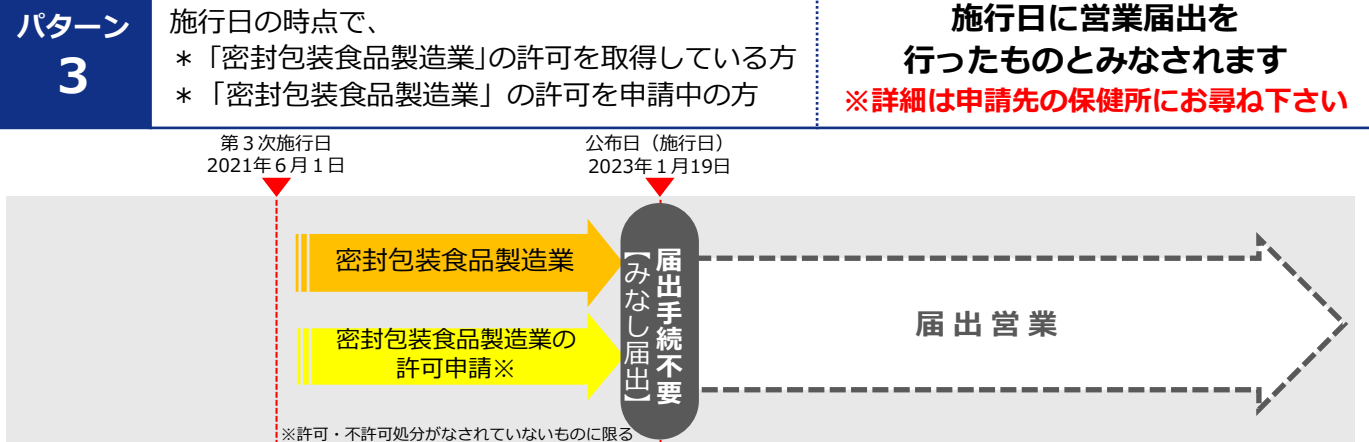 パターン
3
施行日の時点で、
＊「密封包装食品製造業」の許可を取得している方
＊「密封包装食品製造業」の許可を申請中の方
施行日に営業届出を
行ったものとみなされます
※詳細は申請先の保健所にお尋ね下さい
第３次施行日
2021年６月１日
公布日（施行日）
2023年１月19日
密封包装食品製造業
密封包装食品製造業の
許可申請※
届出手続不要
【みなし届出】
届出営業
※許可・不許可処分がなされていないものに限る